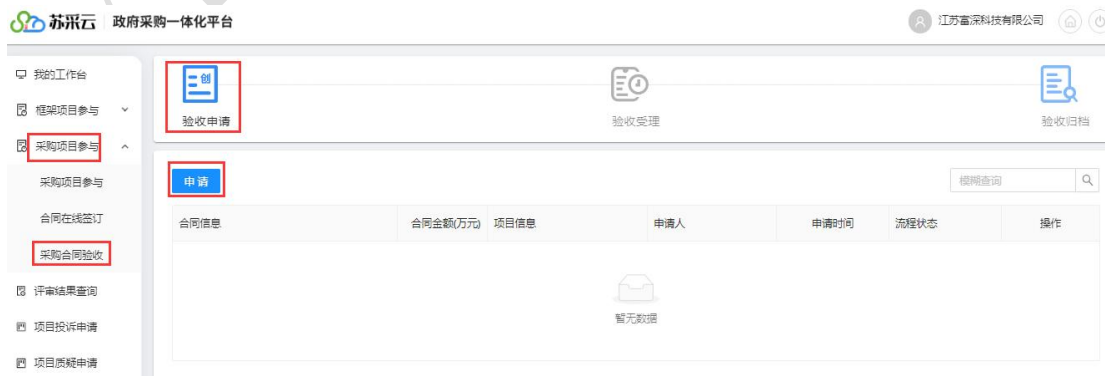 苏采云 政府采购一体化平台
江苏富深科技有限公司
我的工作台
框架项目参与
采购项目参与
采购项目参与
合同在线签订
采购合同验收
评审结果查询
项目投诉申请
项目质疑申请
创
验收申请
验收受理
验收归档
申请
模糊查询
合同信息 合同金额(万元) 项目信息 申请人 申请时间 流程状态 操作
暂无数据